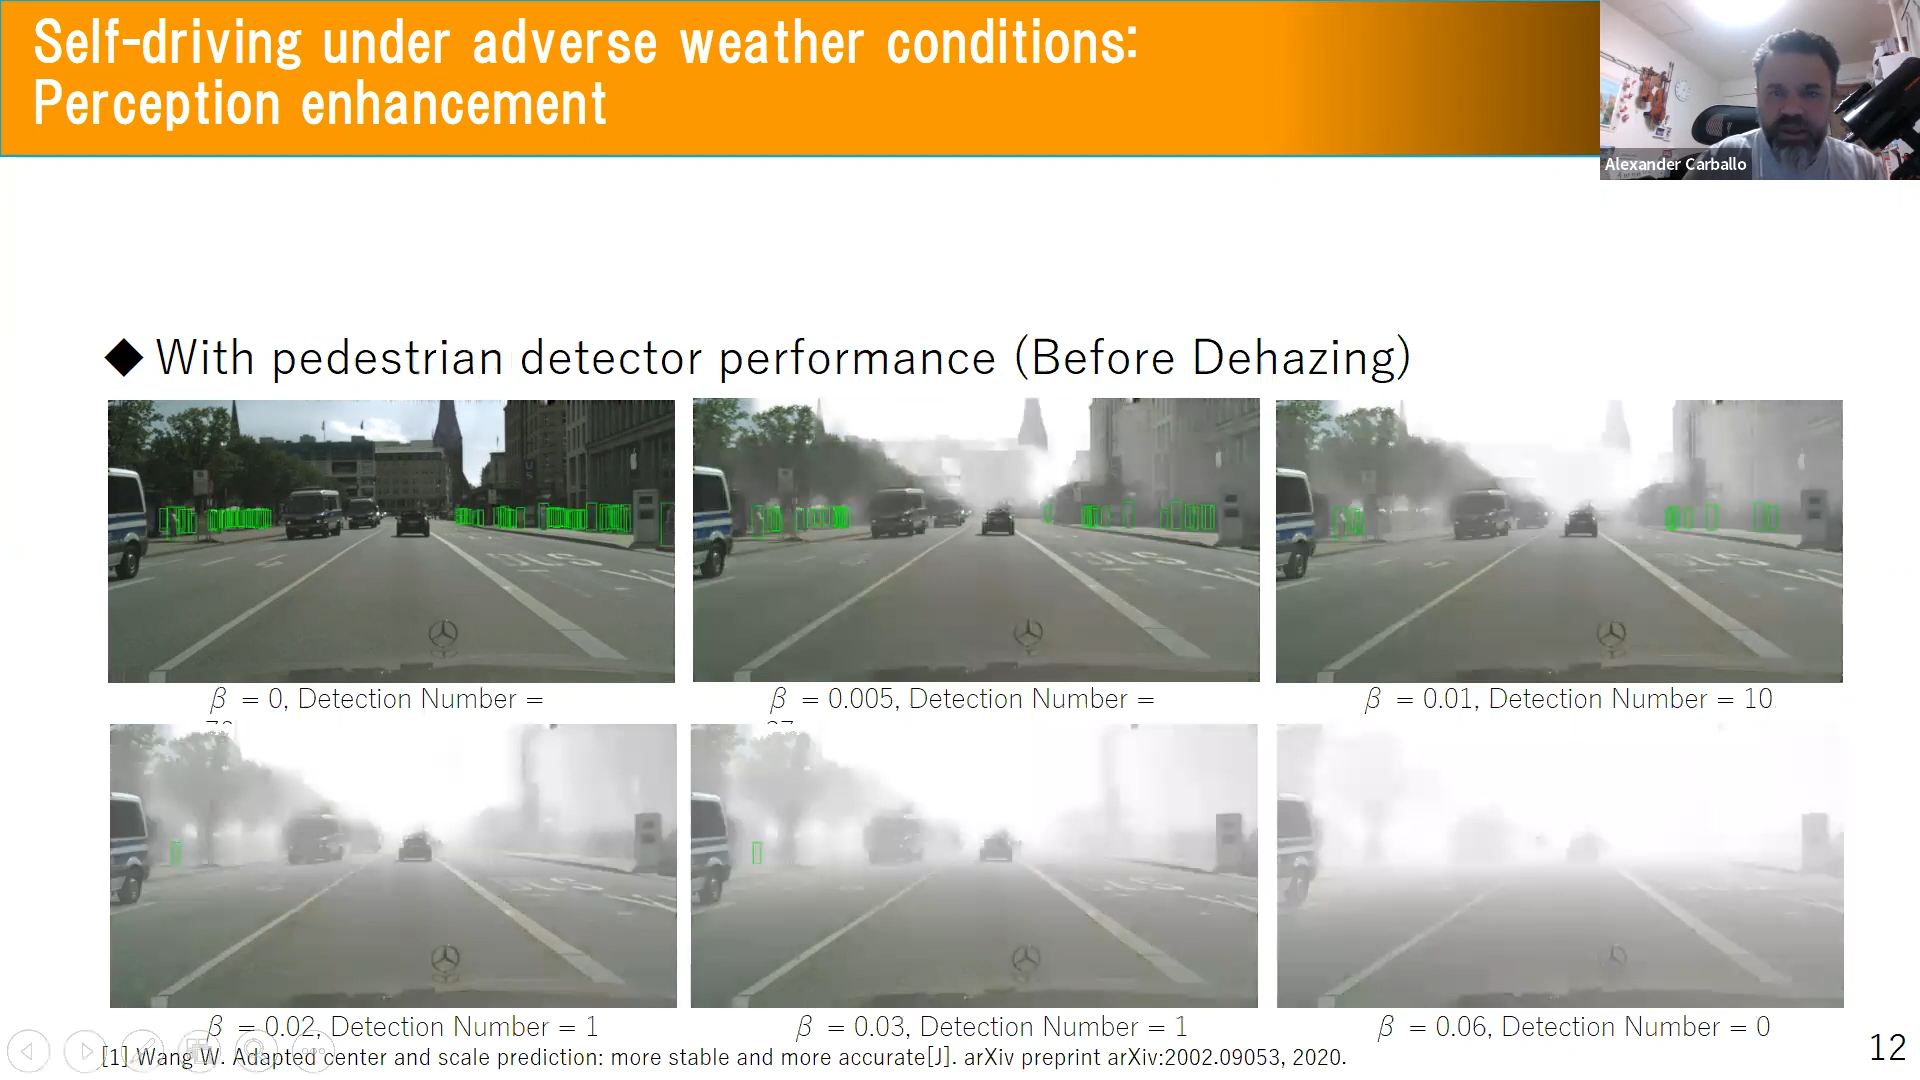 Self-driving under adverse weather conditions:
Perception enhancement
Alexander Carballo
◆ With pedestrian detector performance (Before Dehazing)
β = 0, Detection Number =
β = 0.005, Detection Number =
β = 0.01, Detection Number = 10
β = 0.02, Detection Number = 1
β = 0.03, Detection Number = 1
β = 0.06, Detection Number = 0
[1] Wang W. Adapted center and scale prediction: more stable and more accurate[J]. arXiv preprint arXiv:2002.09053, 2020.
12